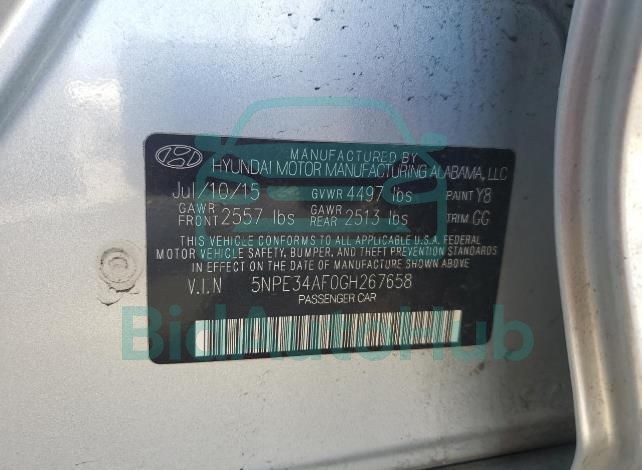 MANUFACTURED BY
HYUNDAI MOTOR MANUFACTURING ALABAMA, LLC
Jul/10/15 GVWR 4497 lbs PAINT Y8
GAWR FRONT 2557 lbs GAWR REAR 2513 lbs TRIM GG
THIS VEHICLE CONFORMS TO ALL APPLICABLE U.S.A. FEDERAL
MOTOR VEHICLE SAFETY, BUMPER, AND THEFT PREVENTION STANDARDS
IN EFFECT ON THE DATE OF MANUFACTURE SHOWN ABOVE
V.I.N 5NPE34AF0GH267658
PASSENGER CAR
BidAutoHub